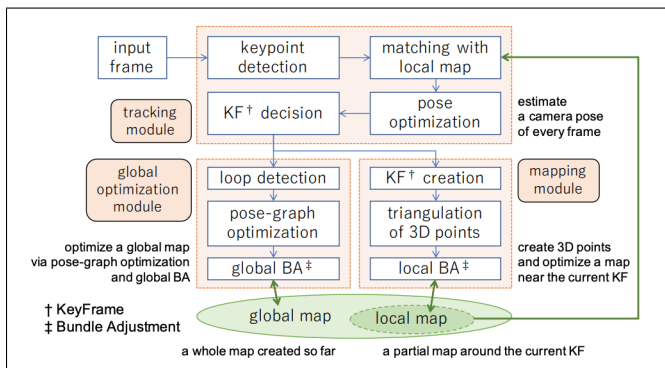 input
frame
keypoint
detection
matching with
local map
tracking
module
KF† decision
pose
optimization
estimate
a camera pose
of every frame
global
optimization
module
loop detection
KF† creation
mapping
module
pose-graph
optimization
triangulation
of 3D points
optimize a global map
via pose-graph optimization
and global BA
global BA‡
local BA‡
create 3D points
and optimize a map
near the current KF
† KeyFrame
‡ Bundle Adjustment
global map
local map
a whole map created so far
a partial map around the current KF